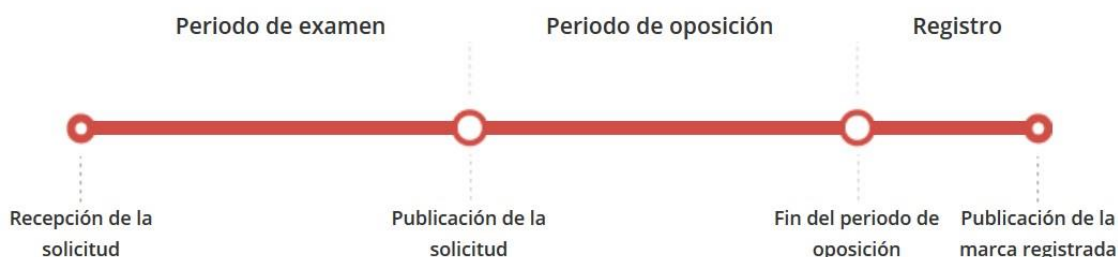 Periodo de examen
Periodo de oposición
Registro
Recepción de la
solicitud
Publicación de la
solicitud
Fin del periodo de
oposición
Publicación de la
marca registrada